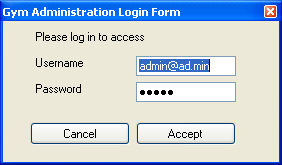 Gym Administration Login Form
Please log in to access
Username admin@ad.min
Password ●●●●●
Cancel Accept